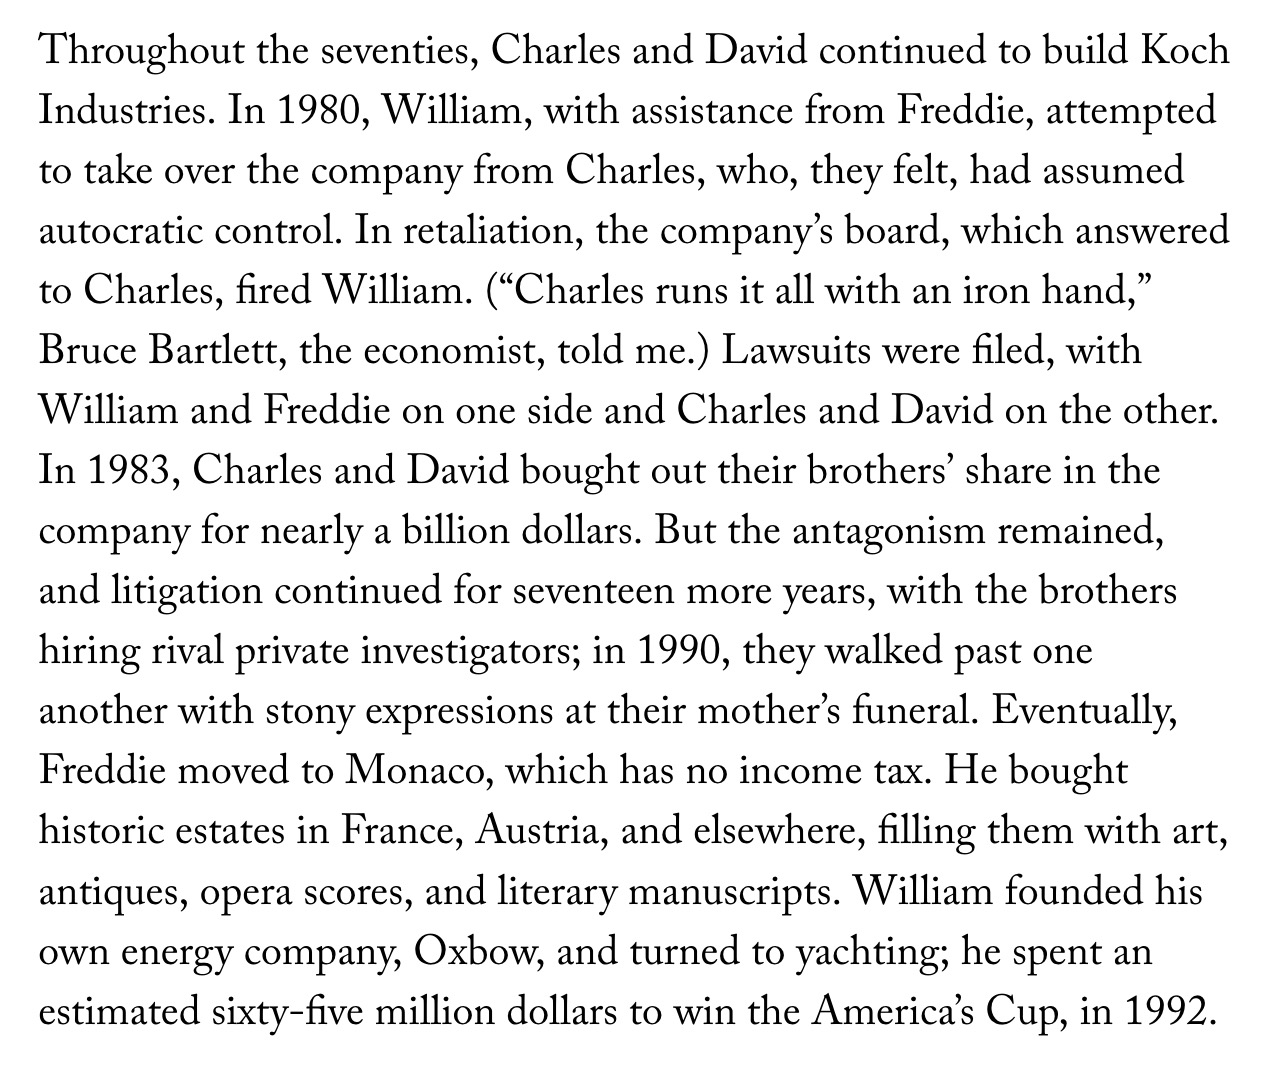 Throughout the seventies, Charles and David continued to build Koch
Industries. In 1980, William, with assistance from Freddie, attempted
to take over the company from Charles, who, they felt, had assumed
autocratic control. In retaliation, the company’s board, which answered
to Charles, fired William. (“Charles runs it all with an iron hand,”
Bruce Bartlett, the economist, told me.) Lawsuits were filed, with
William and Freddie on one side and Charles and David on the other.
In 1983, Charles and David bought out their brothers’ share in the
company for nearly a billion dollars. But the antagonism remained,
and litigation continued for seventeen more years, with the brothers
hiring rival private investigators; in 1990, they walked past one
another with stony expressions at their mother’s funeral. Eventually,
Freddie moved to Monaco, which has no income tax. He bought
historic estates in France, Austria, and elsewhere, filling them with art,
antiques, opera scores, and literary manuscripts. William founded his
own energy company, Oxbow, and turned to yachting; he spent an
estimated sixty-five million dollars to win the America’s Cup, in 1992.